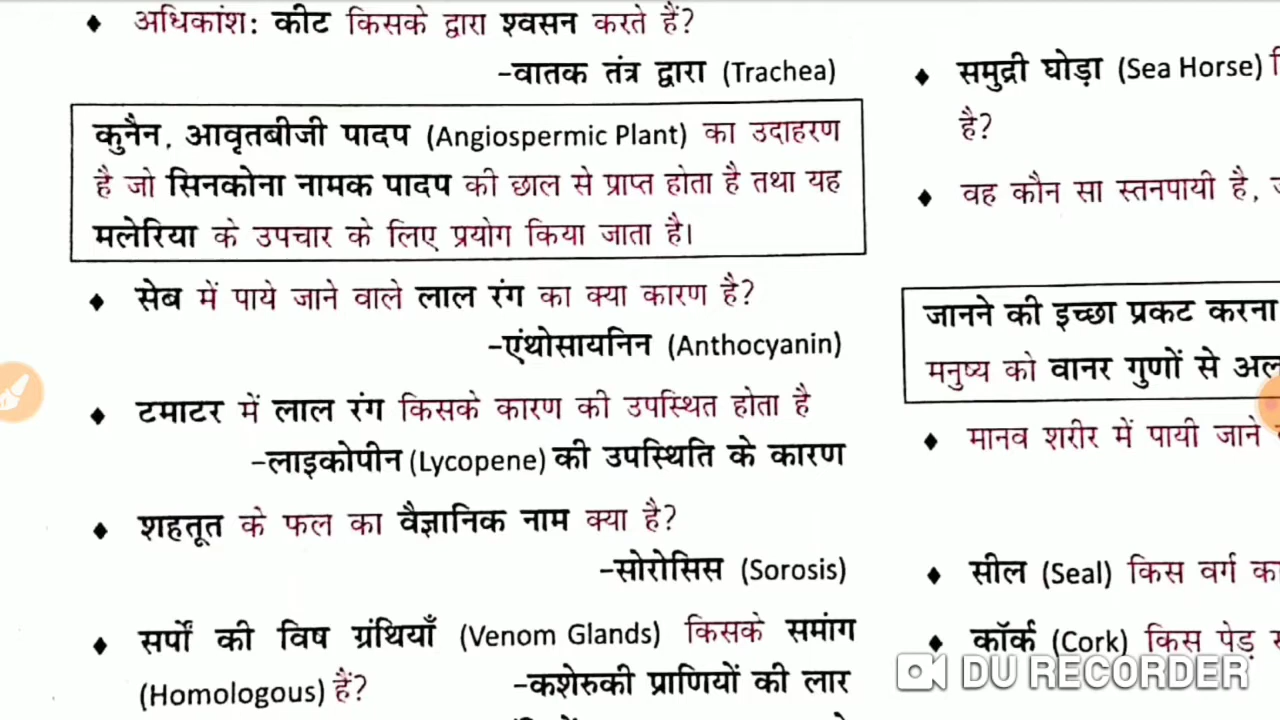 ♦ अधिकांश: कीट किसके द्वारा श्वसन करते हैं?
–वातक तंत्र द्वारा (Trachea)
कुनैन, आवृतबीजी पादप (Angiospermic Plant) का उदाहरण
है जो सिनकोना नामक पादप की छाल से प्राप्त होता है तथा यह
मलेरिया के उपचार के लिए प्रयोग किया जाता है।
♦ सेब में पाये जाने वाले लाल रंग का क्या कारण है?
–एंथोसायनिन (Anthocyanin)
♦ टमाटर में लाल रंग किसके कारण की उपस्थित होता है
–लाइकोपीन (Lycopene) की उपस्थिति के कारण
♦ शहतूत के फल का वैज्ञानिक नाम क्या है?
–सोरोसिस (Sorosis)
♦ सर्पों की विष ग्रंथियाँ (Venom Glands) किसके समांग
(Homologous) हैं? –कशेरुकी प्राणियों की लार
♦ समुद्री घोड़ा (Sea Horse)
है?
♦ वह कौन सा स्तनपायी है,
जानने की इच्छा प्रकट करना
मनुष्य को वानर गुणों से
♦ मानव शरीर में पायी जाने
♦ सील (Seal) किस वर्ग
♦ कॉर्क (Cork) किस पेड़
DU RECORDER